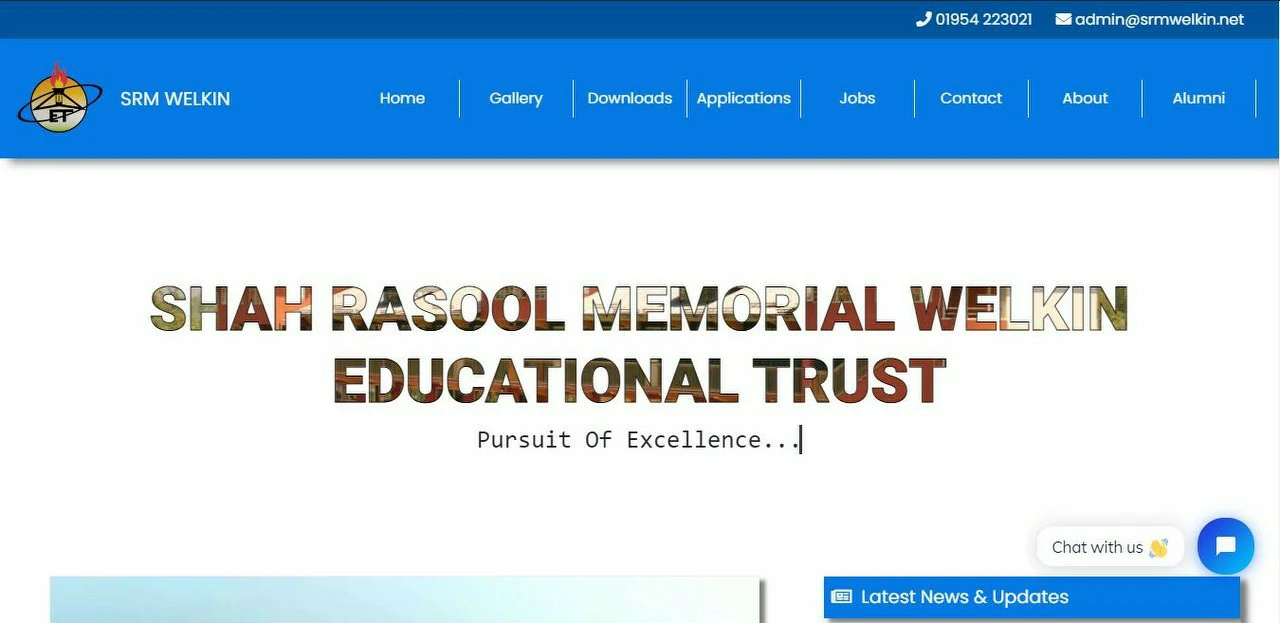 01954 223021 admin@srmwelkin.net
ET
SRM WELKIN
Home Gallery Downloads Applications Jobs Contact About Alumni
SHAH RASOOL MEMORIAL WELKIN
EDUCATIONAL TRUST
Pursuit Of Excellence...
Chat with us 👋
Latest News & Updates